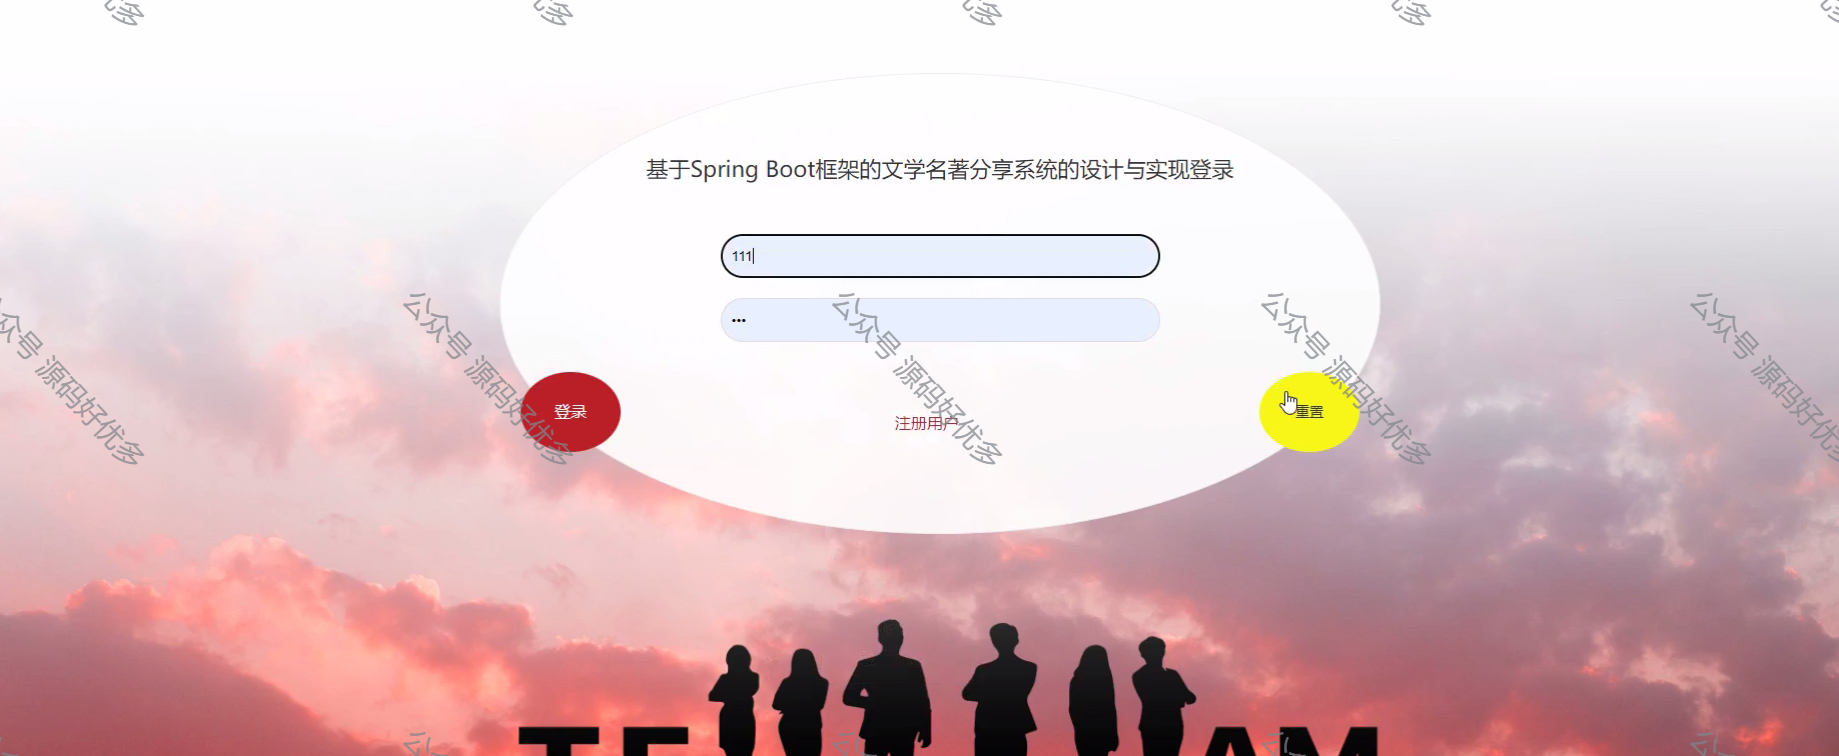 基于Spring Boot框架的文学名著分享系统的设计与实现登录
111
•••
登录
注册用户
重置
公众号 源码好优多
公众号 源码好优多
公众号 源码好优多
公众号 源码好优多
公众号 源码好优多
TE AM